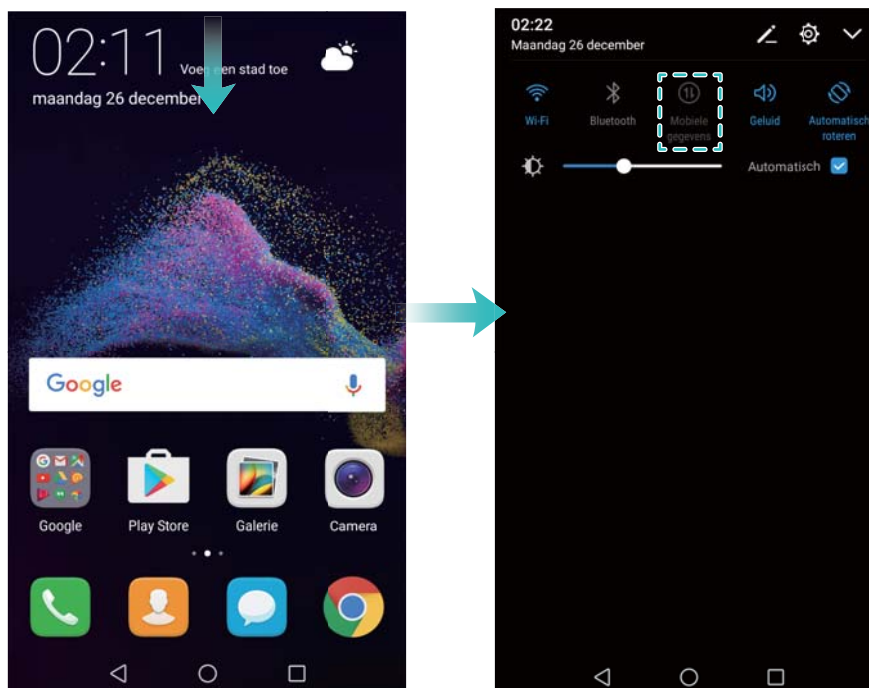 02:11
Voeg een stad toe
maandag 26 december
Google
Google
Play Store
Galerie
Camera
02:22
Maandag 26 december
Wi-Fi
Bluetooth
Mobiele
gegevens
Geluid
Automatisch
roteren
Automatisch